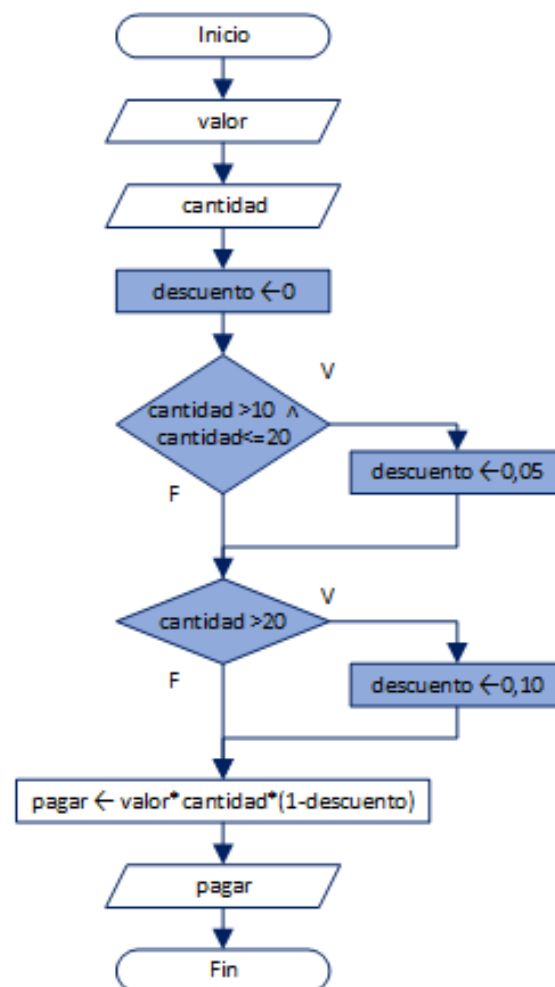 Inicio
valor
cantidad
descuento ←0
V
cantidad >10 ∧
cantidad<=20
descuento ←0,05
F
V
cantidad >20
F
descuento ←0,10
pagar ← valor*cantidad*(1-descuento)
pagar
Fin